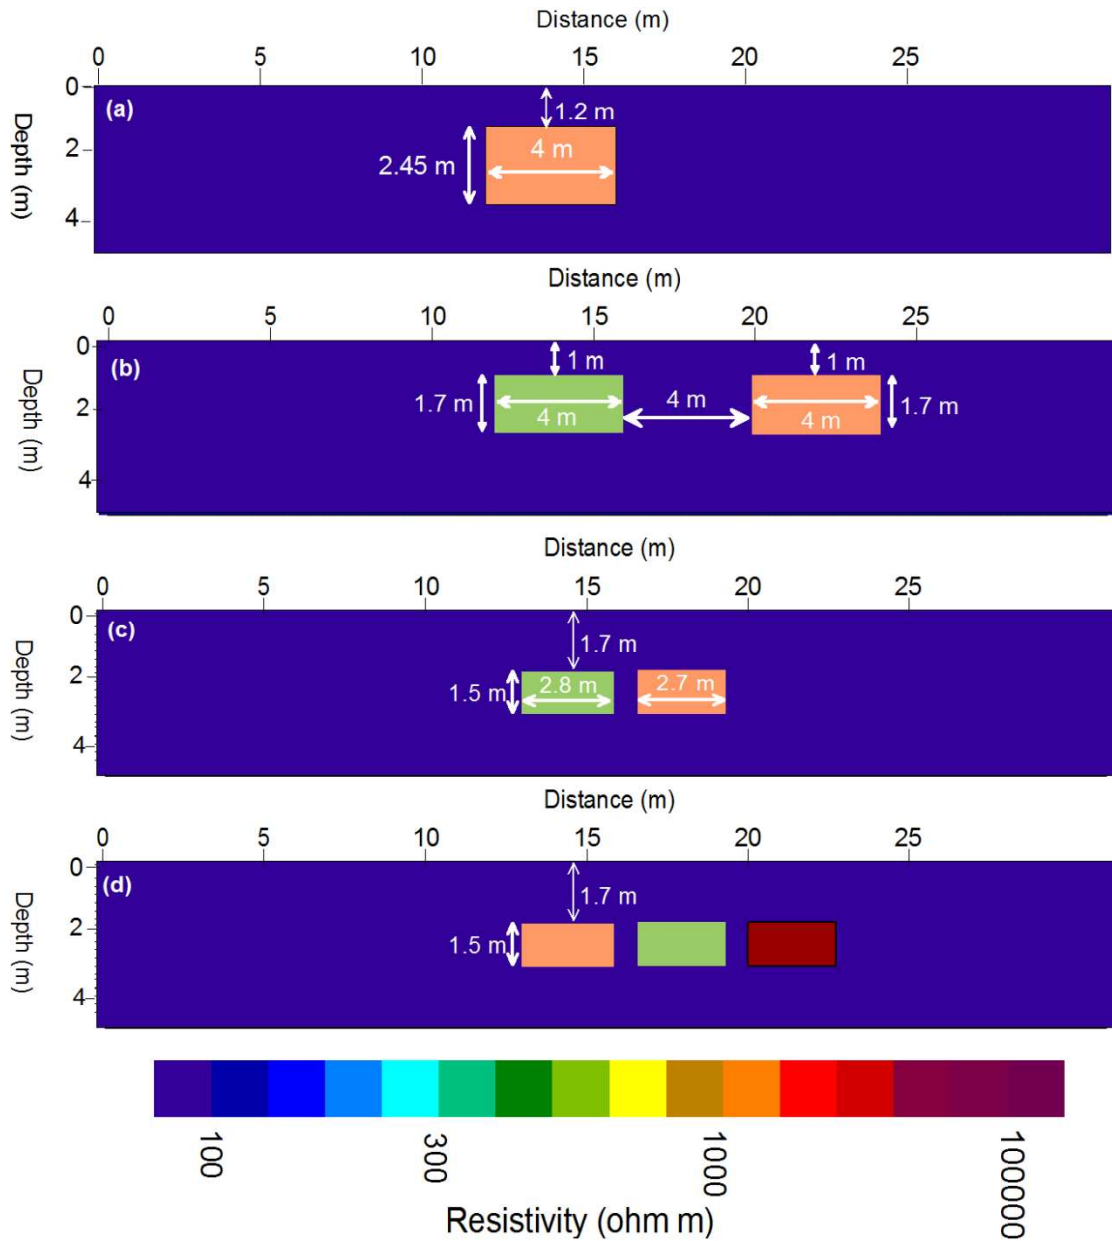 Distance (m)
0 5 10 15 20 25
0
2
4
Depth (m)
(a)
1.2 m
2.45 m
4 m
Distance (m)
0 5 10 15 20 25
0
2
4
Depth (m)
(b)
1 m
1 m
1.7 m
4 m
4 m
4 m
1.7 m
Distance (m)
0 5 10 15 20 25
0
2
4
Depth (m)
(c)
1.7 m
1.5 m
2.8 m
2.7 m
Distance (m)
0 5 10 15 20 25
0
2
4
Depth (m)
(d)
1.7 m
1.5 m
100 300 1000 100000
Resistivity (ohm m)